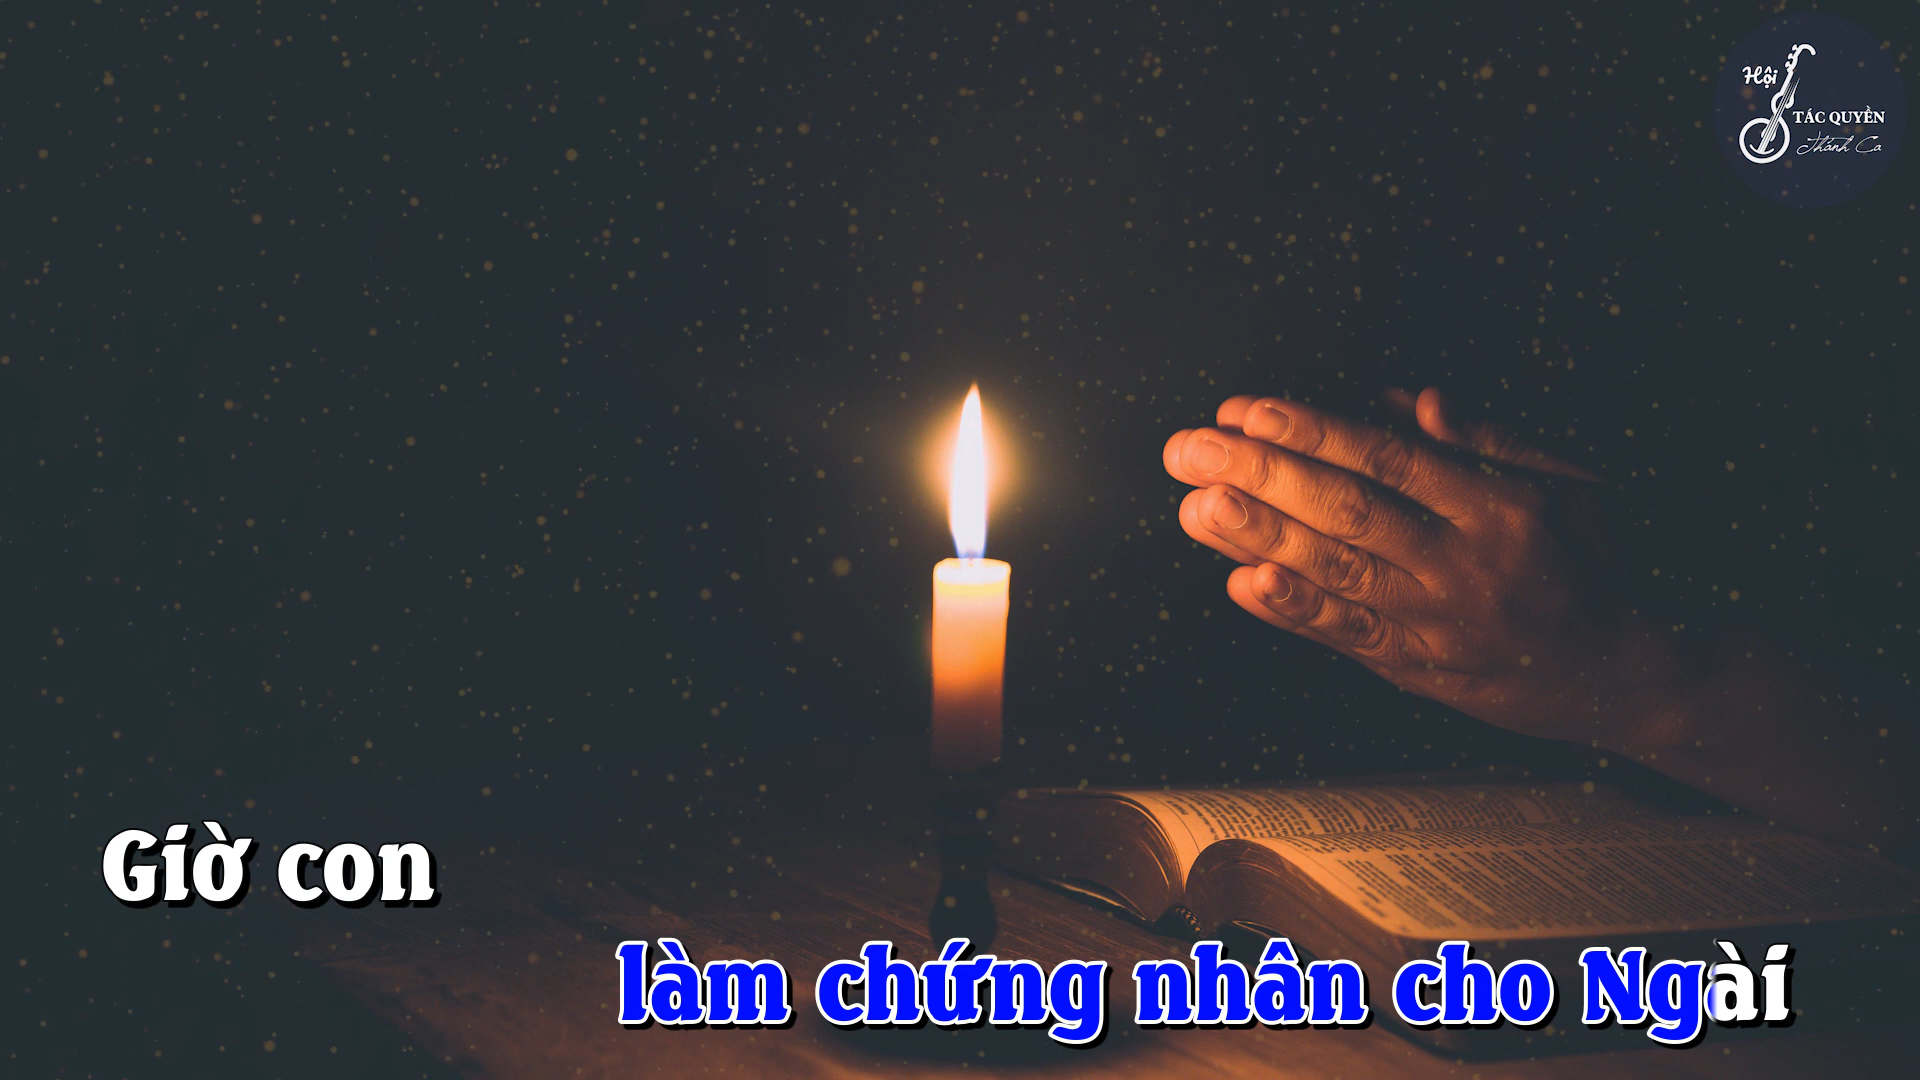 Hội
TÁC QUYỀN
Thánh Ca
Giờ con
làm chứng nhân cho Ngài